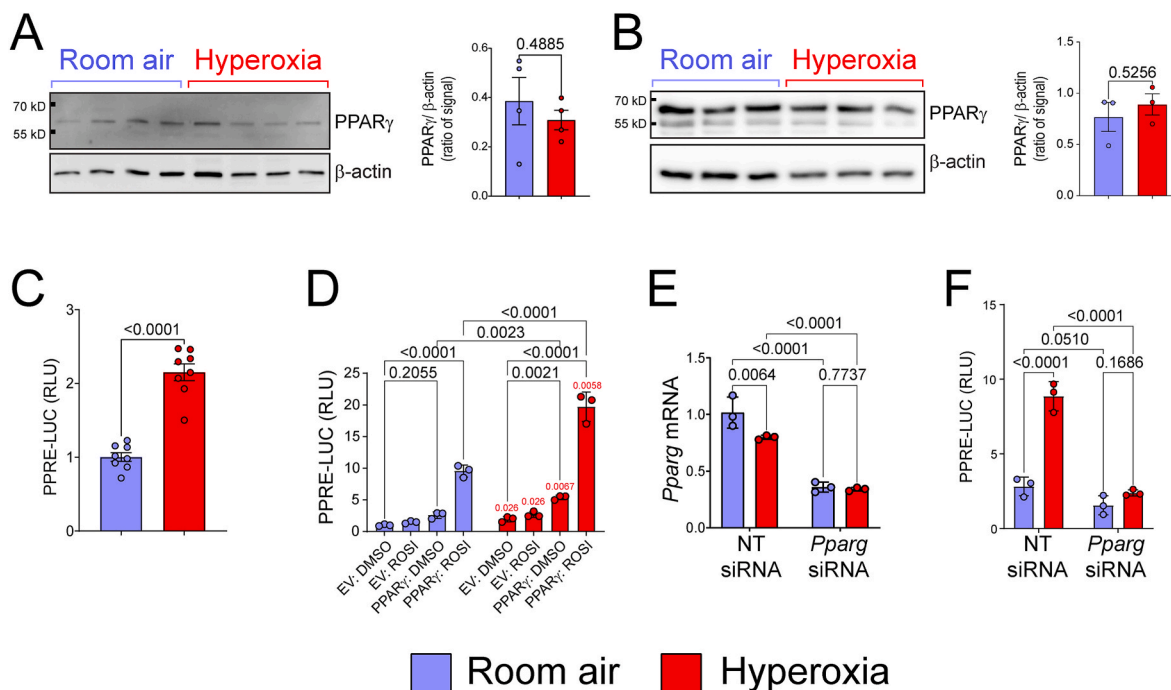 A
Room air Hyperoxia
70 kD
55 kD
PPARγ
β-actin
PPARγ/ β-actin
(ratio of signal)
0.6
0.4
0.2
0.0
0.4885
B
Room air Hyperoxia
70 kD
55 kD
PPARγ
β-actin
PPARγ/ β-actin
(ratio of signal)
1.5
1.0
0.5
0.0
0.5256
C
PPRE-LUC (RLU)
3
2
1
0
<0.0001
D
PPRE-LUC (RLU)
25
20
15
10
5
0
<0.0001
0.0023
<0.0001 <0.0001
0.2055 0.0021
0.0058
0.0067
0.026 0.026
EV: DMSO
EV: ROSI
PPARγ: DMSO
PPARγ: ROSI
EV: DMSO
EV: ROSI
PPARγ: DMSO
PPARγ: ROSI
E
Pparg mRNA
1.5
1.0
0.5
0.0
<0.0001
<0.0001
0.0064 0.7737
NT
siRNA
Pparg
siRNA
F
PPRE-LUC (RLU)
15
10
5
0
<0.0001
0.0510
<0.0001 0.1686
NT
siRNA
Pparg
siRNA
Room air Hyperoxia